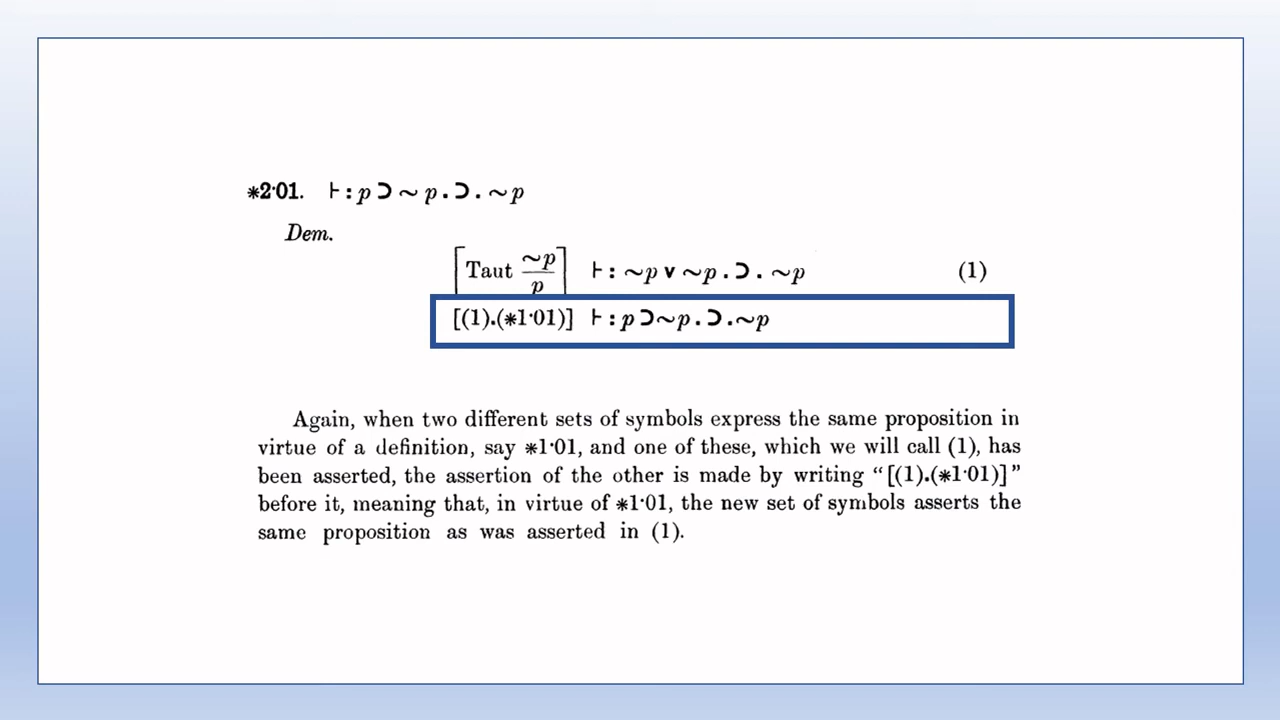 ✱2·01. ⊢ : p ⊃ ∼ p . ⊃ . ∼ p
Dem.
[Taut ∼p/p] ⊢ : ∼p ∨ ∼p . ⊃ . ∼p (1)
[(1).(✱1·01)] ⊢ : p ⊃ ∼p . ⊃ . ∼p
Again, when two different sets of symbols express the same proposition in
virtue of a definition, say ✱1·01, and one of these, which we will call (1), has
been asserted, the assertion of the other is made by writing “[(1).(✱1·01)]”
before it, meaning that, in virtue of ✱1·01, the new set of symbols asserts the
same proposition as was asserted in (1).